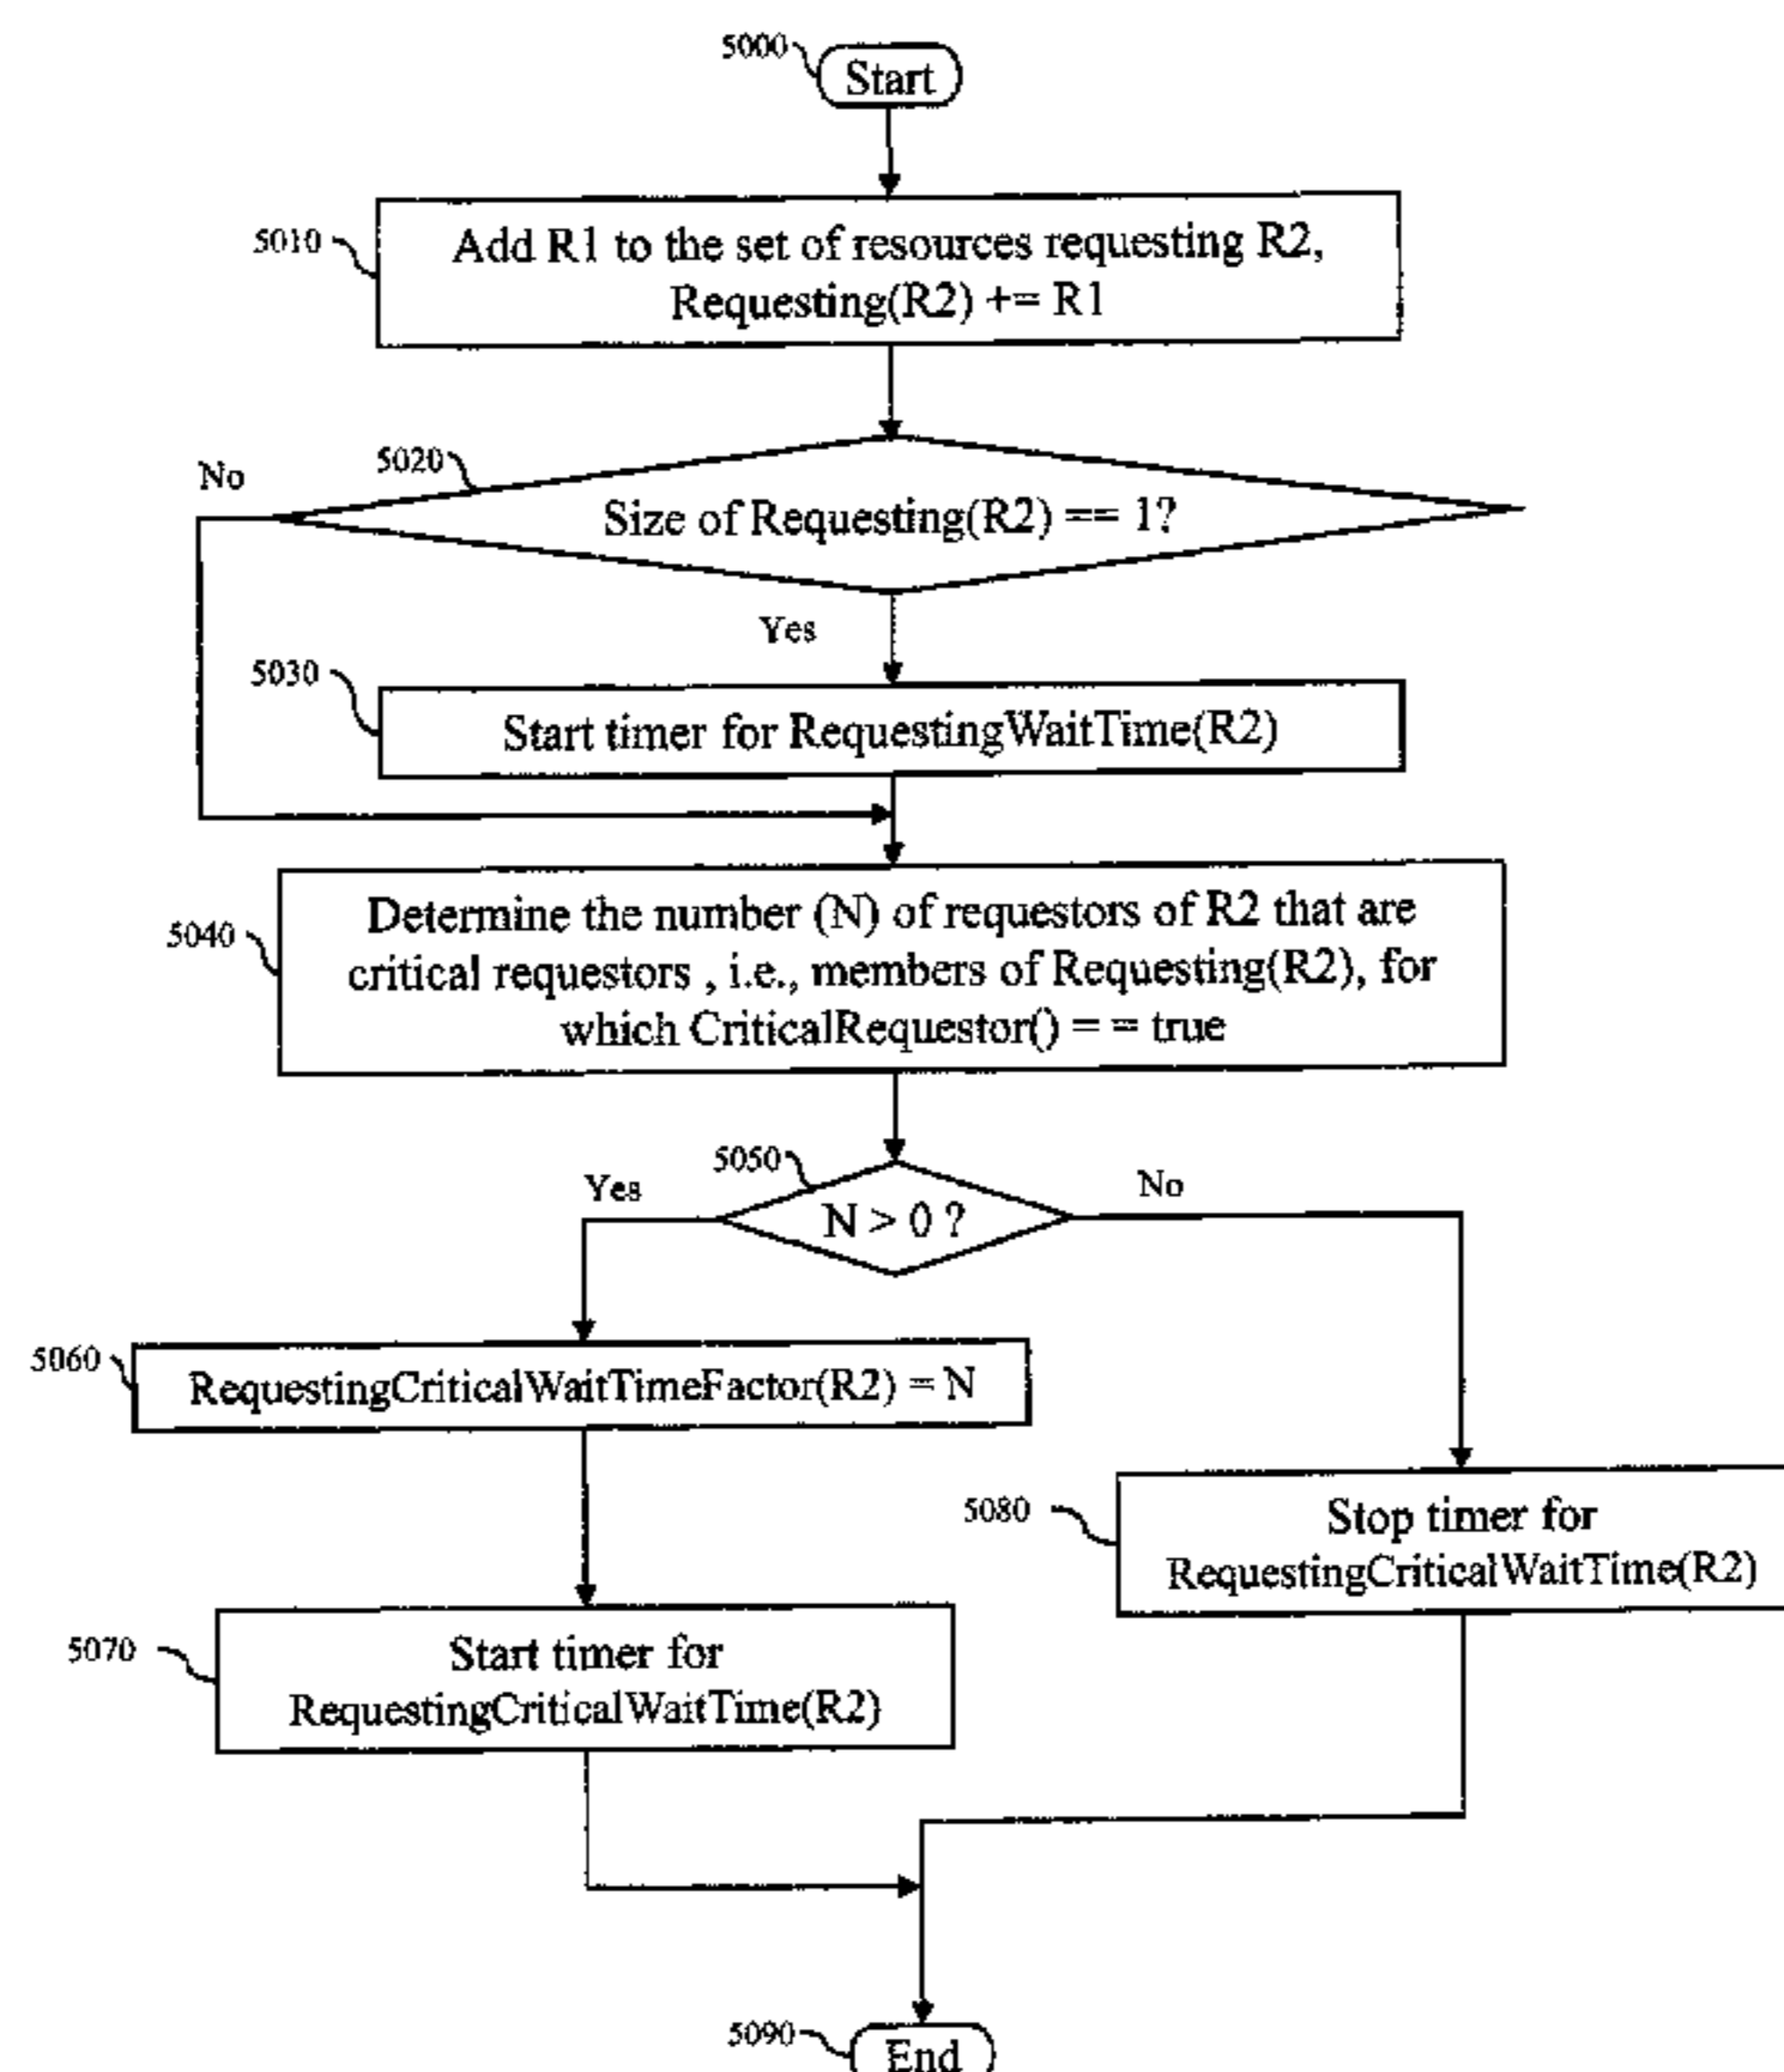 5000
Start
5010
Add R1 to the set of resources requesting R2,
Requesting(R2) += R1
No
5020
Size of Requesting(R2) == 1?
Yes
5030
Start timer for RequestingWaitTime(R2)
5040
Determine the number (N) of requestors of R2 that are
critical requestors , i.e., members of Requesting(R2), for
which CriticalRequestor() = = true
5050
Yes
No
N > 0 ?
5060
RequestingCriticalWaitTimeFactor(R2) = N
5080
Stop timer for
RequestingCriticalWaitTime(R2)
5070
Start timer for
RequestingCriticalWaitTime(R2)
5090
End